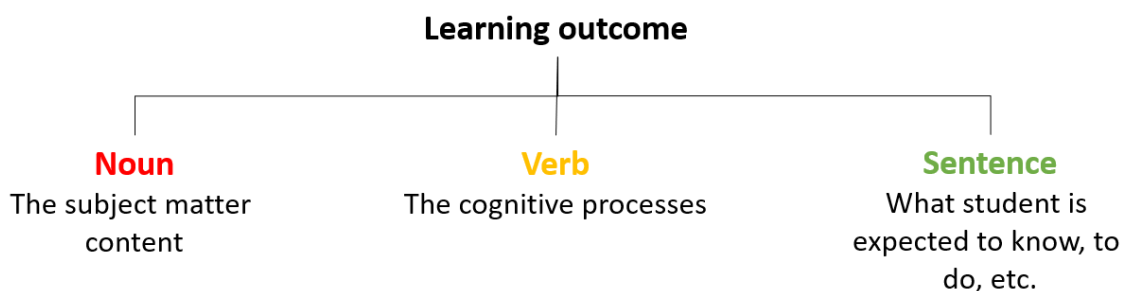 Learning outcome
Noun
The subject matter
content
Verb
The cognitive processes
Sentence
What student is
expected to know, to
do, etc.